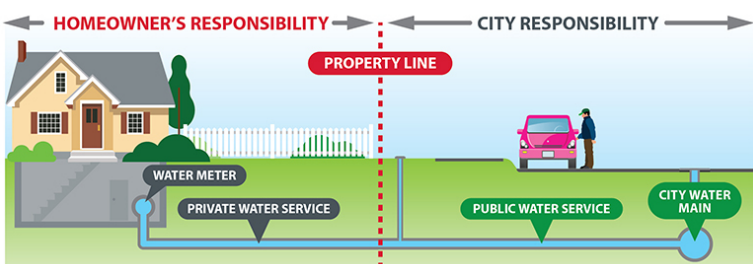 HOMEOWNER'S RESPONSIBILITY
CITY RESPONSIBILITY
PROPERTY LINE
WATER METER
PRIVATE WATER SERVICE
PUBLIC WATER SERVICE
CITY WATER
MAIN